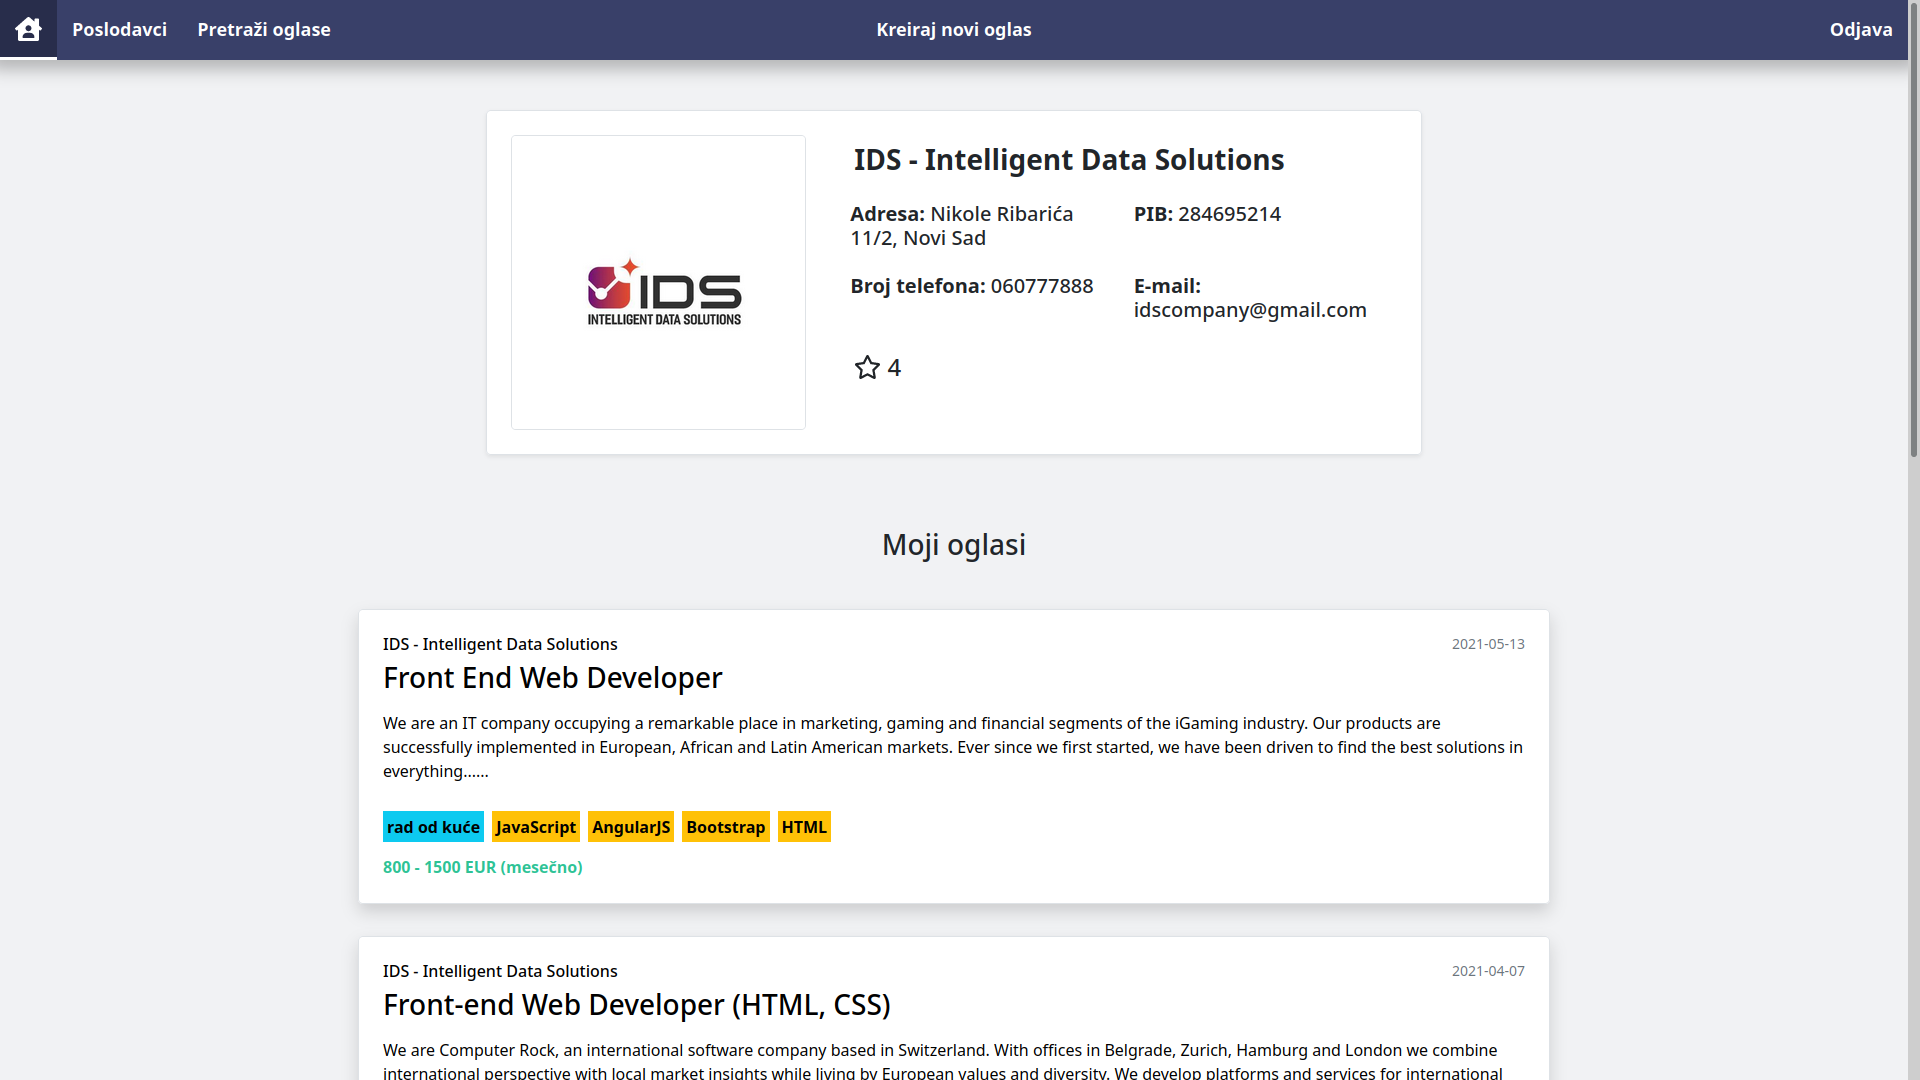 Poslodavci Pretraži oglase Kreiraj novi oglas Odjava
IDS
INTELLIGENT DATA SOLUTIONS
IDS - Intelligent Data Solutions
Adresa: Nikole Ribarića
11/2, Novi Sad
PIB: 284695214
Broj telefona: 060777888
E-mail:
idscompany@gmail.com
4
Moji oglasi
IDS - Intelligent Data Solutions 2021-05-13
Front End Web Developer
We are an IT company occupying a remarkable place in marketing, gaming and financial segments of the iGaming industry. Our products are
successfully implemented in European, African and Latin American markets. Ever since we first started, we have been driven to find the best solutions in
everything......
rad od kuće JavaScript AngularJS Bootstrap HTML
800 - 1500 EUR (mesečno)
IDS - Intelligent Data Solutions 2021-04-07
Front-end Web Developer (HTML, CSS)
We are Computer Rock, an international software company based in Switzerland. With offices in Belgrade, Zurich, Hamburg and London we combine
international perspective with local market insights while living by European values and diversity. We develop platforms and services for international